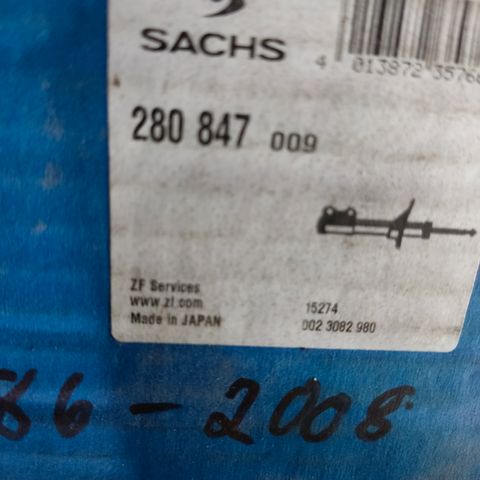 SACHS
4 013872 35766
280 847 009
ZF Services
www.zf.com
Made in JAPAN
15274
002 3082 980
86-2008